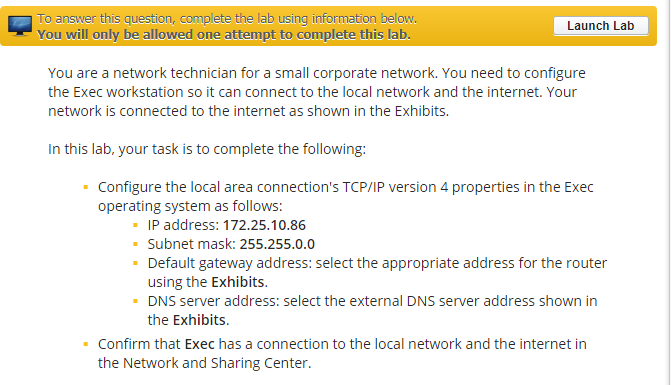 To answer this question, complete the lab using information below.
You will only be allowed one attempt to complete this lab.
Launch Lab
You are a network technician for a small corporate network. You need to configure
the Exec workstation so it can connect to the local network and the internet. Your
network is connected to the internet as shown in the Exhibits.
In this lab, your task is to complete the following:
Configure the local area connection's TCP/IP version 4 properties in the Exec
operating system as follows:
IP address: 172.25.10.86
Subnet mask: 255.255.0.0
Default gateway address: select the appropriate address for the router
using the Exhibits.
DNS server address: select the external DNS server address shown in
the Exhibits.
Confirm that Exec has a connection to the local network and the internet in
the Network and Sharing Center.